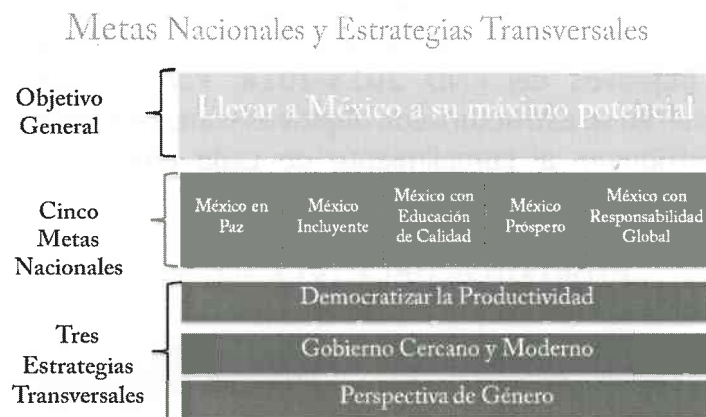 Metas Nacionales y Estrategias Transversales
Objetivo
General
Llevar a México a su máximo potencial
Cinco
Metas
Nacionales
México en
Paz
México
Incluyente
México con
Educación
de Calidad
México
Próspero
México con
Responsabilidad
Global
Tres
Estrategias
Transversales
Democratizar la Productividad
Gobierno Cercano y Moderno
Perspectiva de Género